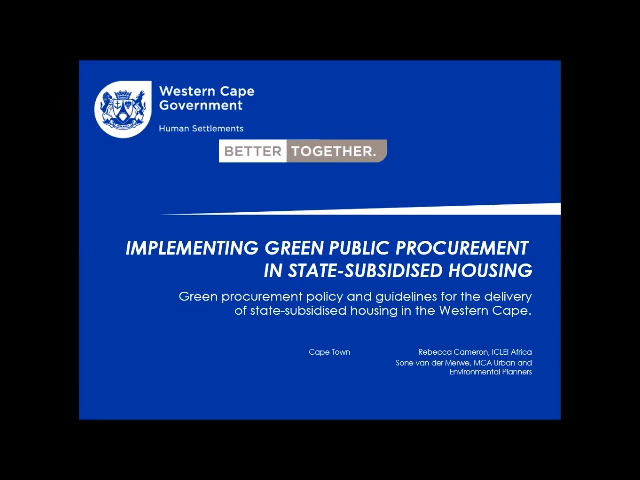 Western Cape
Government
Human Settlements
BETTER TOGETHER.
IMPLEMENTING GREEN PUBLIC PROCUREMENT
IN STATE-SUBSIDISED HOUSING
Green procurement policy and guidelines for the delivery
of state-subsidised housing in the Western Cape.
Cape Town
Rebecca Cameron, ICLEI Africa
Sone van der Merwe, MCA Urban and
Environmental Planners